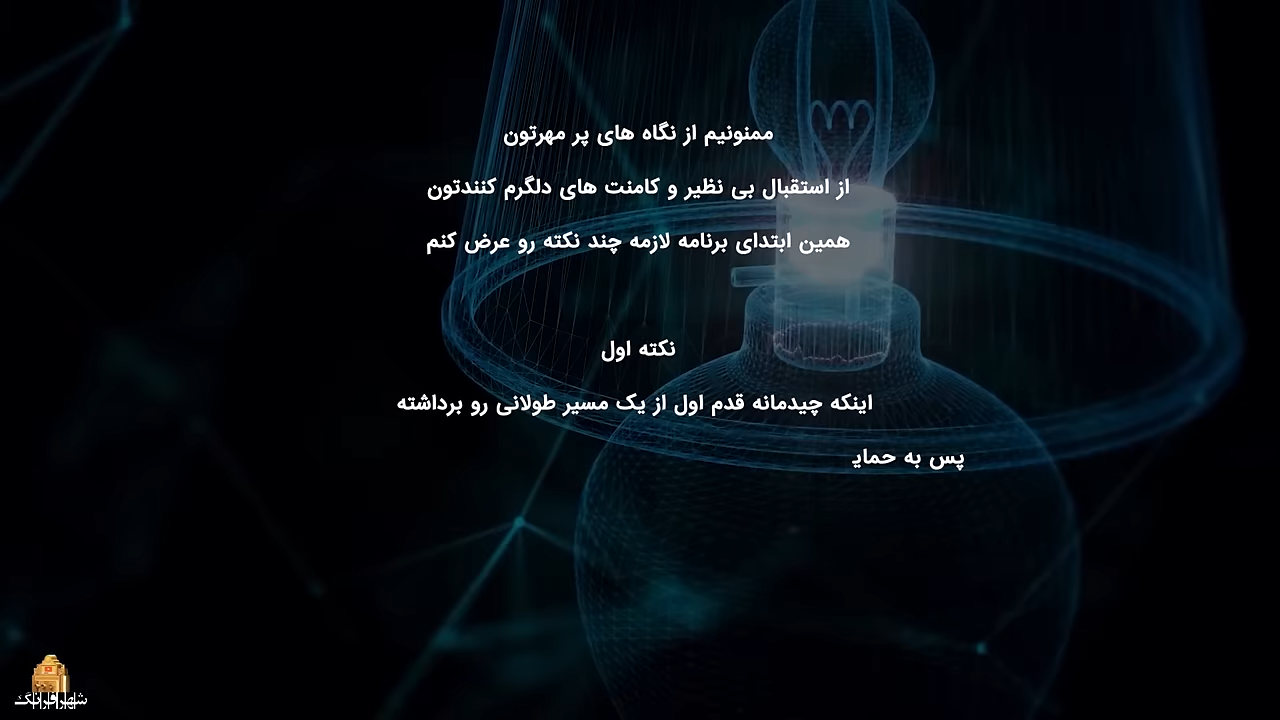 ممنونیم از نگاه های پر مهرتون
از استقبال بی نظیر و کامنت های دلگرم کنندتون
همین ابتدای برنامه لازمه چند نکته رو عرض کنم
نکته اول
اینکه چیدمانه قدم اول از یک مسیر طولانی رو برداشته
پس به حمای
شهر فرنگ